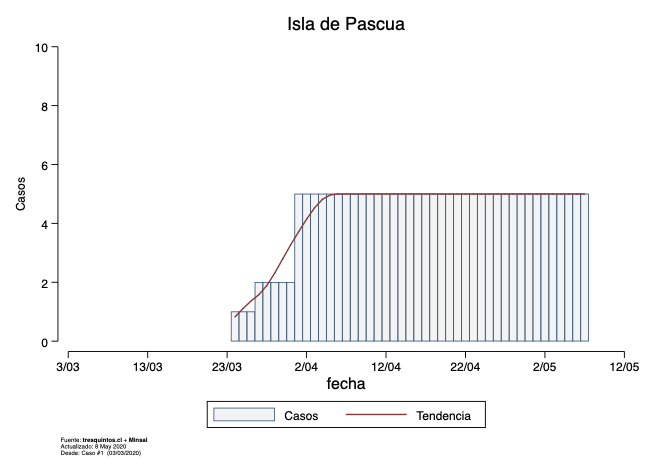 Isla de Pascua
10
8
6
4
2
0
Casos
3/03 13/03 23/03 2/04 12/04 22/04 2/05 12/05
fecha
Casos Tendencia
Fuente: tresquintos.cl + Minsal
Actualizado: 8 May 2020
Desde: Caso #1 (03/03/2020)